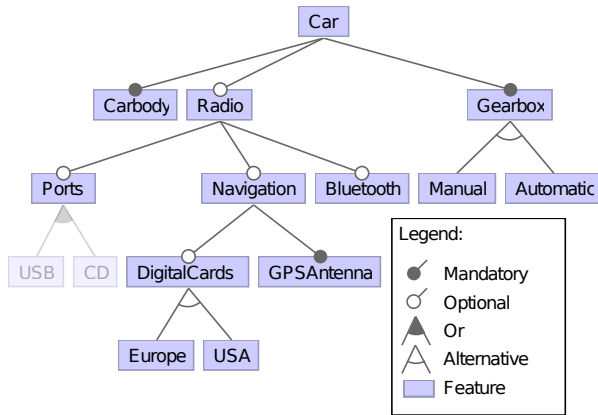 Car
Carbody Radio Gearbox
Ports Navigation Bluetooth Manual Automatic
USB CD DigitalCards GPSAntenna
Europe USA
Legend:
Mandatory
Optional
Or
Alternative
Feature